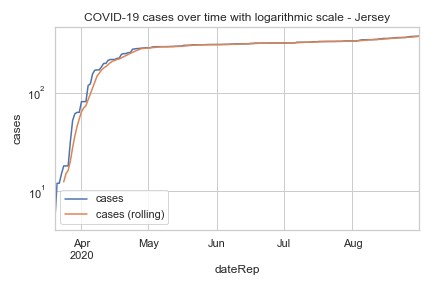 COVID-19 cases over time with logarithmic scale - Jersey
cases
10²
10¹
cases
cases (rolling)
Apr
2020
May
Jun
Jul
Aug
dateRep